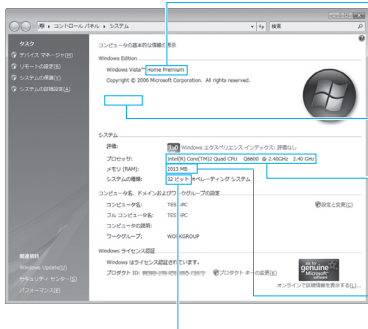 コントロール パネル ▸ システム
検索
タスク
デバイス マネージャ(M)
リモートの設定(R)
システムの保護(Y)
システムの詳細設定(A)
コンピュータの基本的な情報の表示
Windows Edition
Windows Vista™ Home Premium
Copyright © 2006 Microsoft Corporation. All rights reserved.
システム
評価: Windows エクスペリエンス インデックス: 評価なし
プロセッサ: Intel(R) Core(TM)2 Quad CPU Q6600 @ 2.40GHz 2.40 GHz
メモリ (RAM): 2013 MB
システムの種類: 32 ビット オペレーティング システム
コンピュータ名、ドメインおよびワークグループの設定
コンピュータ名: TEST-PC
設定と変更(C)
フル コンピュータ名: TEST-PC
コンピュータの説明:
ワークグループ: WORKGROUP
Windows ライセンス認証
Windows はライセンス認証されています。
プロダクト ID:
プロダクト キーの変更(K)
genuine
Microsoft
software
オンラインで詳細情報を表示する(L)...
関連項目
Windows Update(U)
セキュリティ センター(S)
パフォーマンス(E)